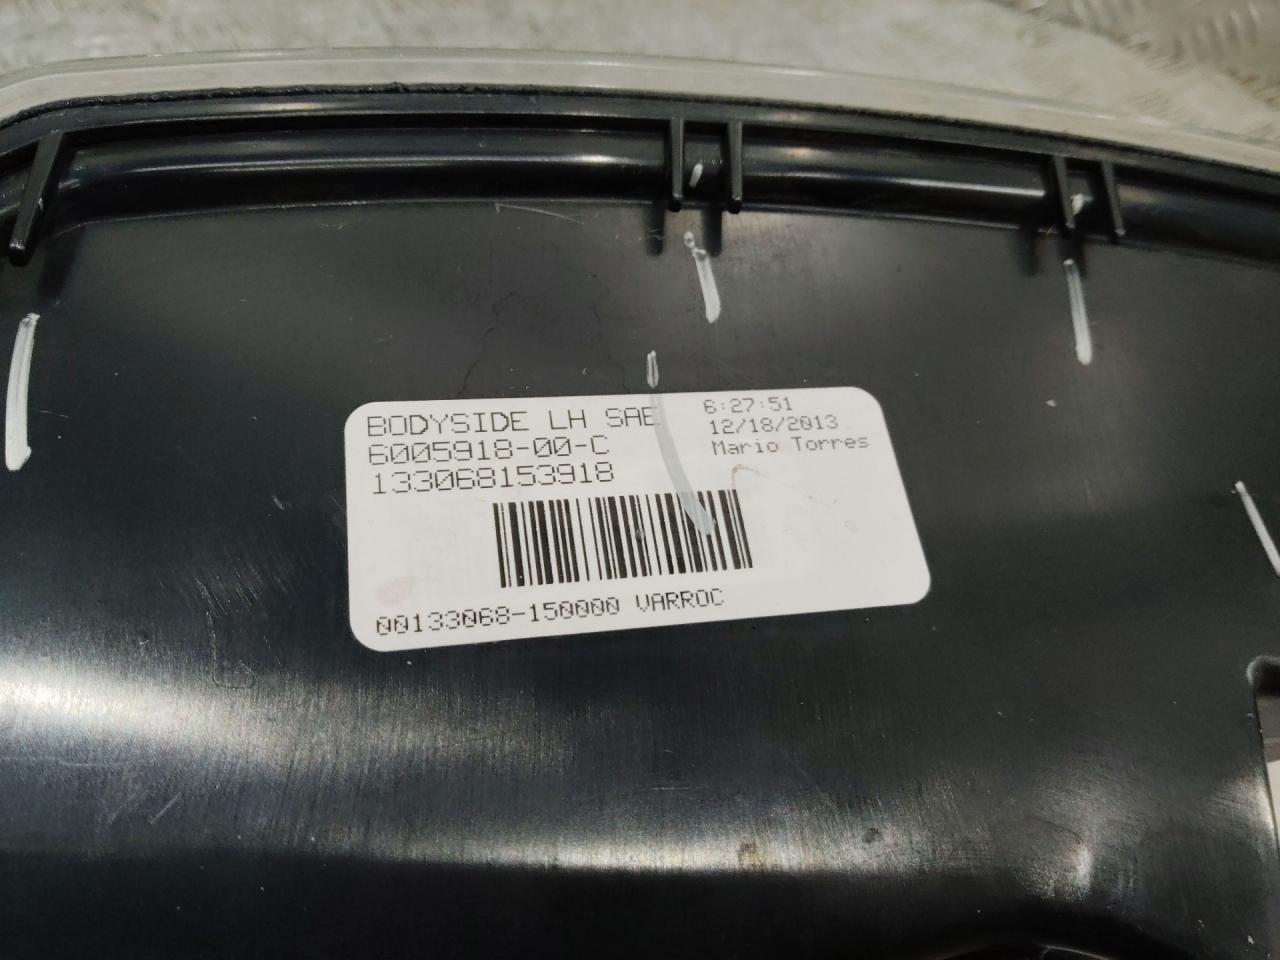 BODYSIDE LH SAE
6005918-00-C
133068153918
6:27:51
12/18/2013
Mario Torres
00133068-150000 VARROC